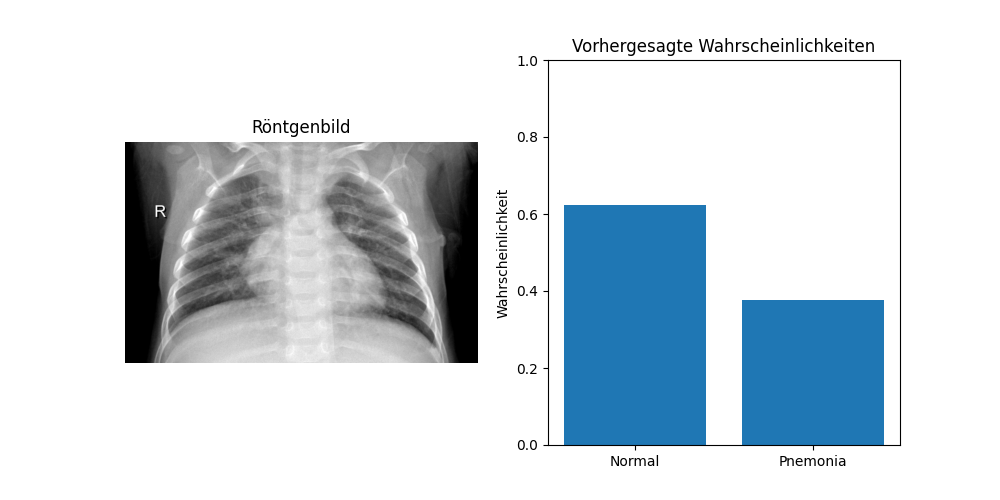 Röntgenbild
R
Vorhergesagte Wahrscheinlichkeiten
Wahrscheinlichkeit
1.0
0.8
0.6
0.4
0.2
0.0
Normal
Pnemonia